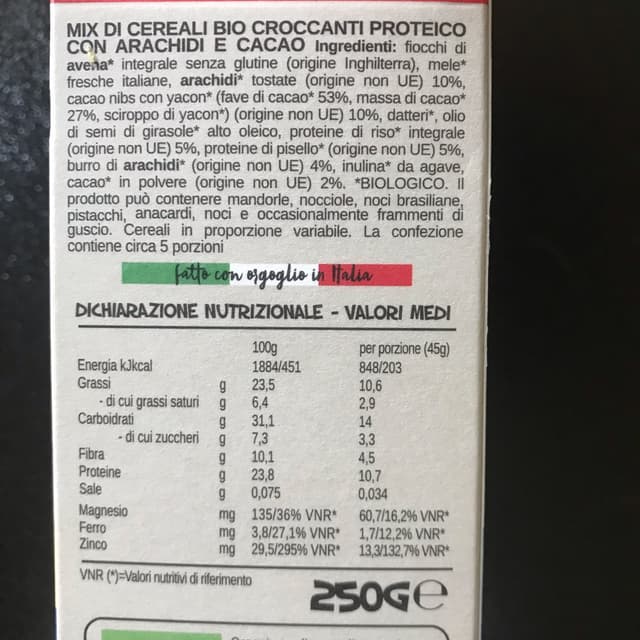 MIX DI CEREALI BIO CROCCANTI PROTEICO
CON ARACHIDI E CACAO Ingredienti: fiocchi di
avena* integrale senza glutine (origine Inghilterra), mele*
fresche italiane, arachidi* tostate (origine non UE) 10%,
cacao nibs con yacon* (fave di cacao* 53%, massa di cacao*
27%, sciroppo di yacon*) (origine non UE) 10%, datteri*, olio
di semi di girasole* alto oleico, proteine di riso* integrale
(origine non UE) 5%, proteine di pisello* (origine non UE) 5%,
burro di arachidi* (origine non UE) 4%, inulina* da agave,
cacao* in polvere (origine non UE) 2%. *BIOLOGICO. Il
prodotto può contenere mandorle, nocciole, noci brasiliane,
pistacchi, anacardi, noci e occasionalmente frammenti di
guscio. Cereali in proporzione variabile. La confezione
contiene circa 5 porzioni
fatto con orgoglio in Italia
DICHIARAZIONE NUTRIZIONALE - VALORI MEDI
100g per porzione (45g)
Energia kJkcal 1884/451 848/203
Grassi g 23,5 10,6
- di cui grassi saturi g 6,4 2,9
Carboidrati g 31,1 14
- di cui zuccheri g 7,3 3,3
Fibra g 10,1 4,5
Proteine g 23,8 10,7
Sale g 0,075 0,034
Magnesio mg 135/36% VNR* 60,7/16,2% VNR*
Ferro mg 3,8/27,1% VNR* 1,7/12,2% VNR*
Zinco mg 29,5/295% VNR* 13,3/132,7% VNR*
VNR (*)=Valori nutritivi di riferimento
250G e